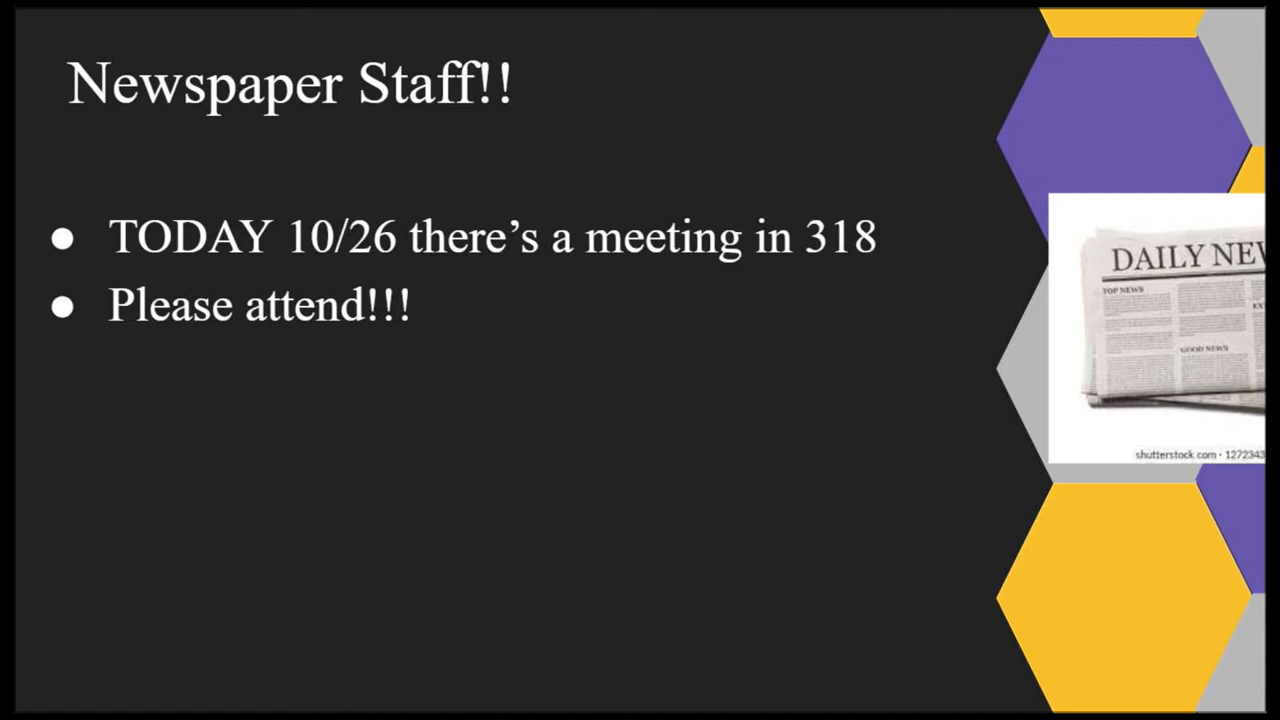 Newspaper Staff!!
● TODAY 10/26 there’s a meeting in 318
● Please attend!!!
DAILY NEW
TOP NEWS
GOOD NEWS
shutterstock.com · 1272343